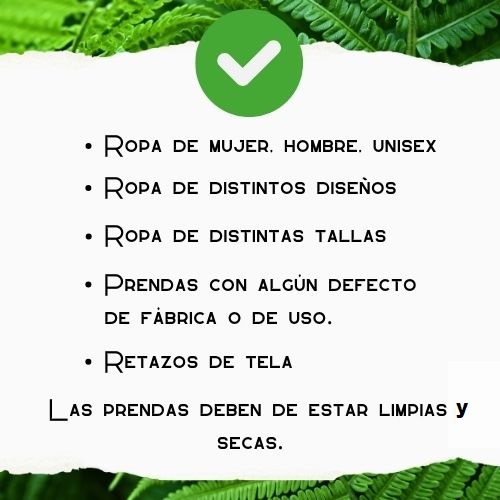 • Ropa de mujer, hombre, unisex
• Ropa de distintos diseños
• Ropa de distintas tallas
• Prendas con algún defecto
de fábrica o de uso.
• Retazos de tela
Las prendas deben de estar limpias y
secas.